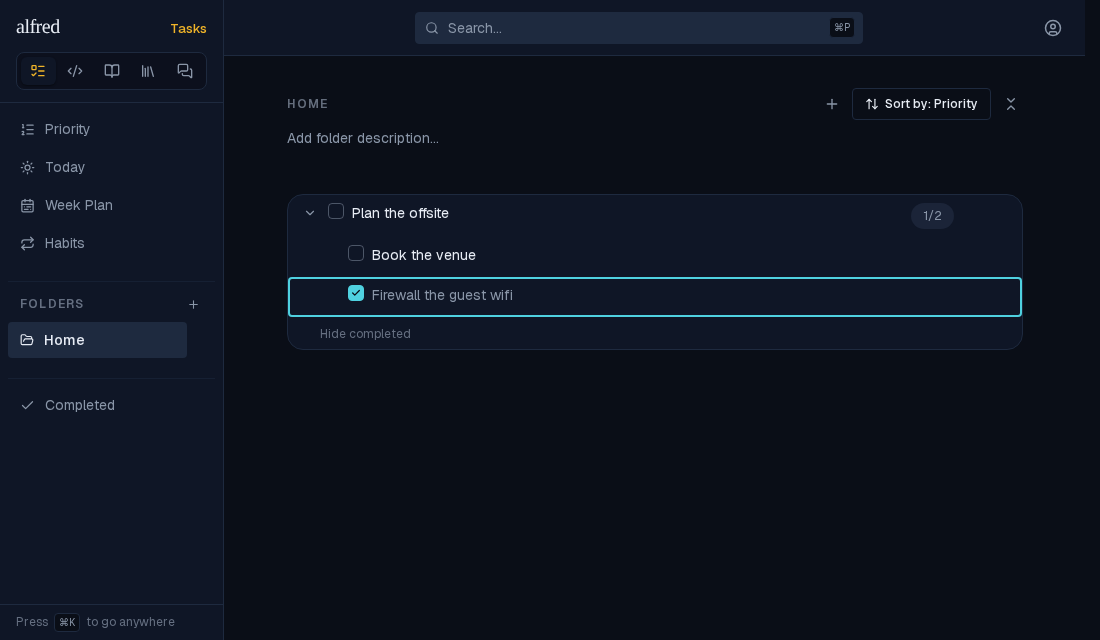 alfred
Tasks
Search...
⌘P
Priority
Today
Week Plan
Habits
FOLDERS
Home
Completed
Press ⌘K to go anywhere
HOME
Sort by: Priority
Add folder description...
Plan the offsite
1/2
Book the venue
Firewall the guest wifi
Hide completed